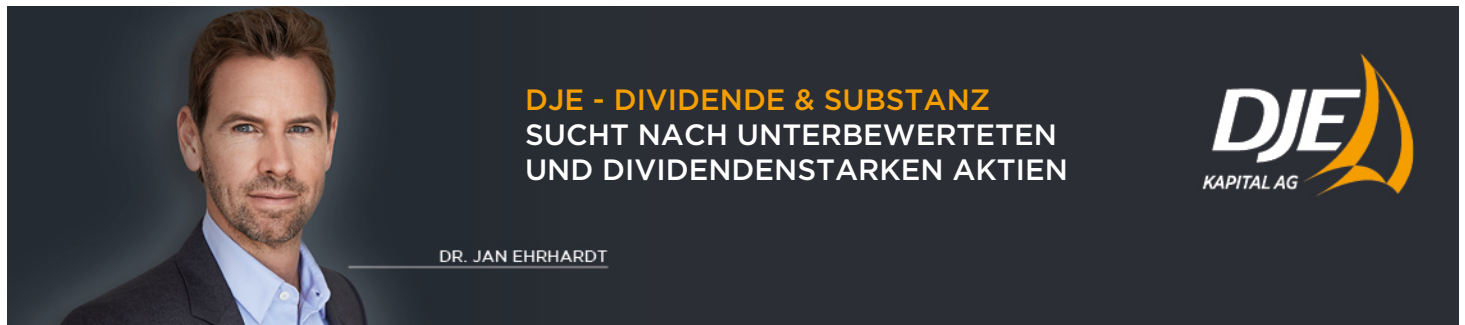 DJE - DIVIDENDE & SUBSTANZ
SUCHT NACH UNTERBEWERTETEN
UND DIVIDENDENSTARKEN AKTIEN
DR. JAN EHRHARDT
DJE
KAPITAL AG